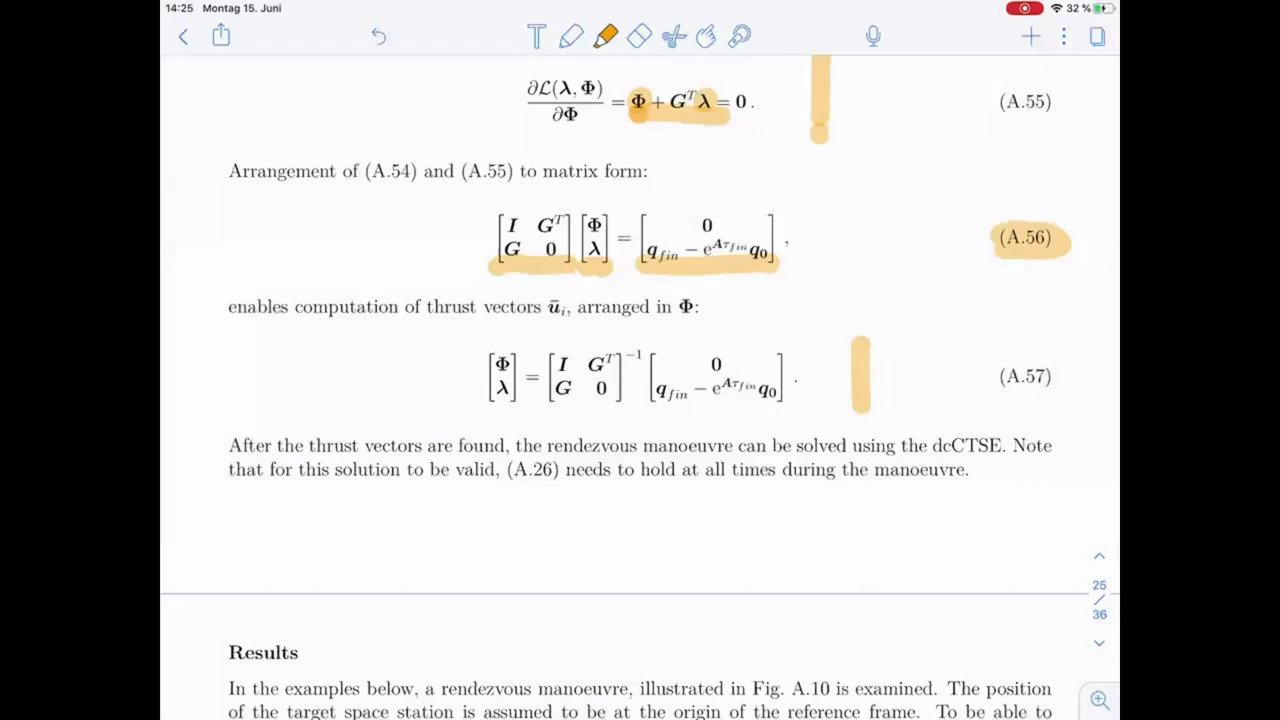 14:25 Montag 15. Juni 32 %
∂ℒ(λ, Φ)/∂Φ = Φ + Gᵀλ = 0 . (A.55)
Arrangement of (A.54) and (A.55) to matrix form:
[I Gᵀ; G 0] [Φ; λ] = [0; q_fin − e^{Aτ_fin} q₀] , (A.56)
enables computation of thrust vectors ū_i, arranged in Φ:
[Φ; λ] = [I Gᵀ; G 0]⁻¹ [0; q_fin − e^{Aτ_fin} q₀] . (A.57)
After the thrust vectors are found, the rendezvous manoeuvre can be solved using the dcCTSE. Note
that for this solution to be valid, (A.26) needs to hold at all times during the manoeuvre.
25
/
36
Results
In the examples below, a rendezvous manoeuvre, illustrated in Fig. A.10 is examined. The position
of the target space station is assumed to be at the origin of the reference frame. To be able to